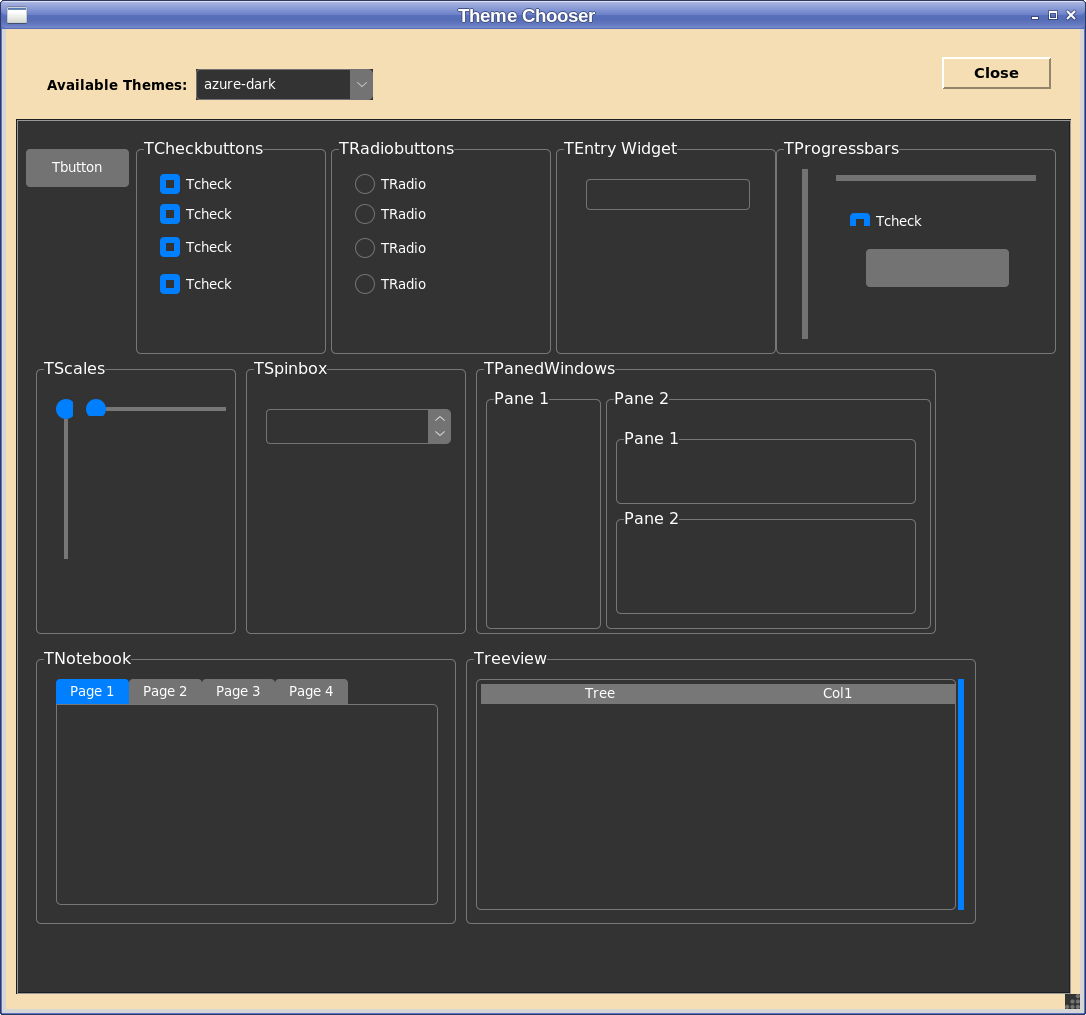 Theme Chooser
Available Themes: azure-dark
Close
Tbutton
TCheckbuttons
Tcheck
Tcheck
Tcheck
Tcheck
TRadiobuttons
TRadio
TRadio
TRadio
TRadio
TEntry Widget
TProgressbars
Tcheck
TScales
TSpinbox
TPanedWindows
Pane 1
Pane 2
Pane 1
Pane 2
TNotebook
Page 1 Page 2 Page 3 Page 4
Treeview
Tree Col1